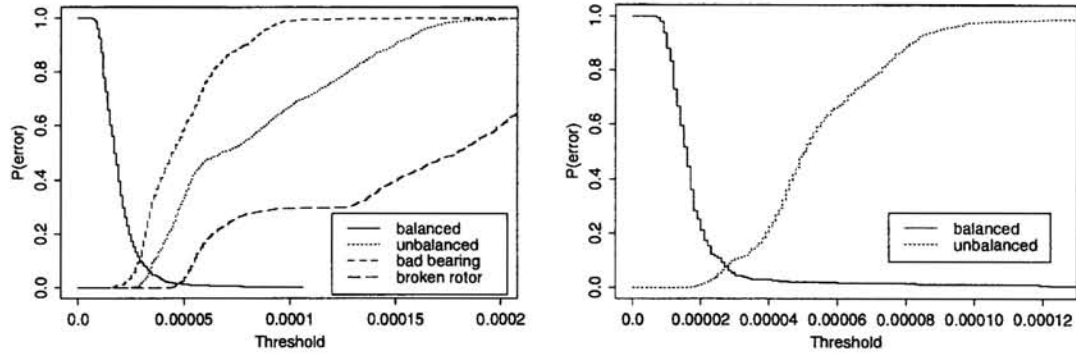 P(error)
1.0
0.8
0.6
0.4
0.2
0.0
balanced
unbalanced
bad bearing
broken rotor
0.0
0.00005
0.0001
0.00015
0.0002
Threshold
P(error)
1.0
0.8
0.6
0.4
0.2
0.0
balanced
unbalanced
0.0
0.00002
0.00004
0.00006
0.00008
0.00010
0.00012
Threshold